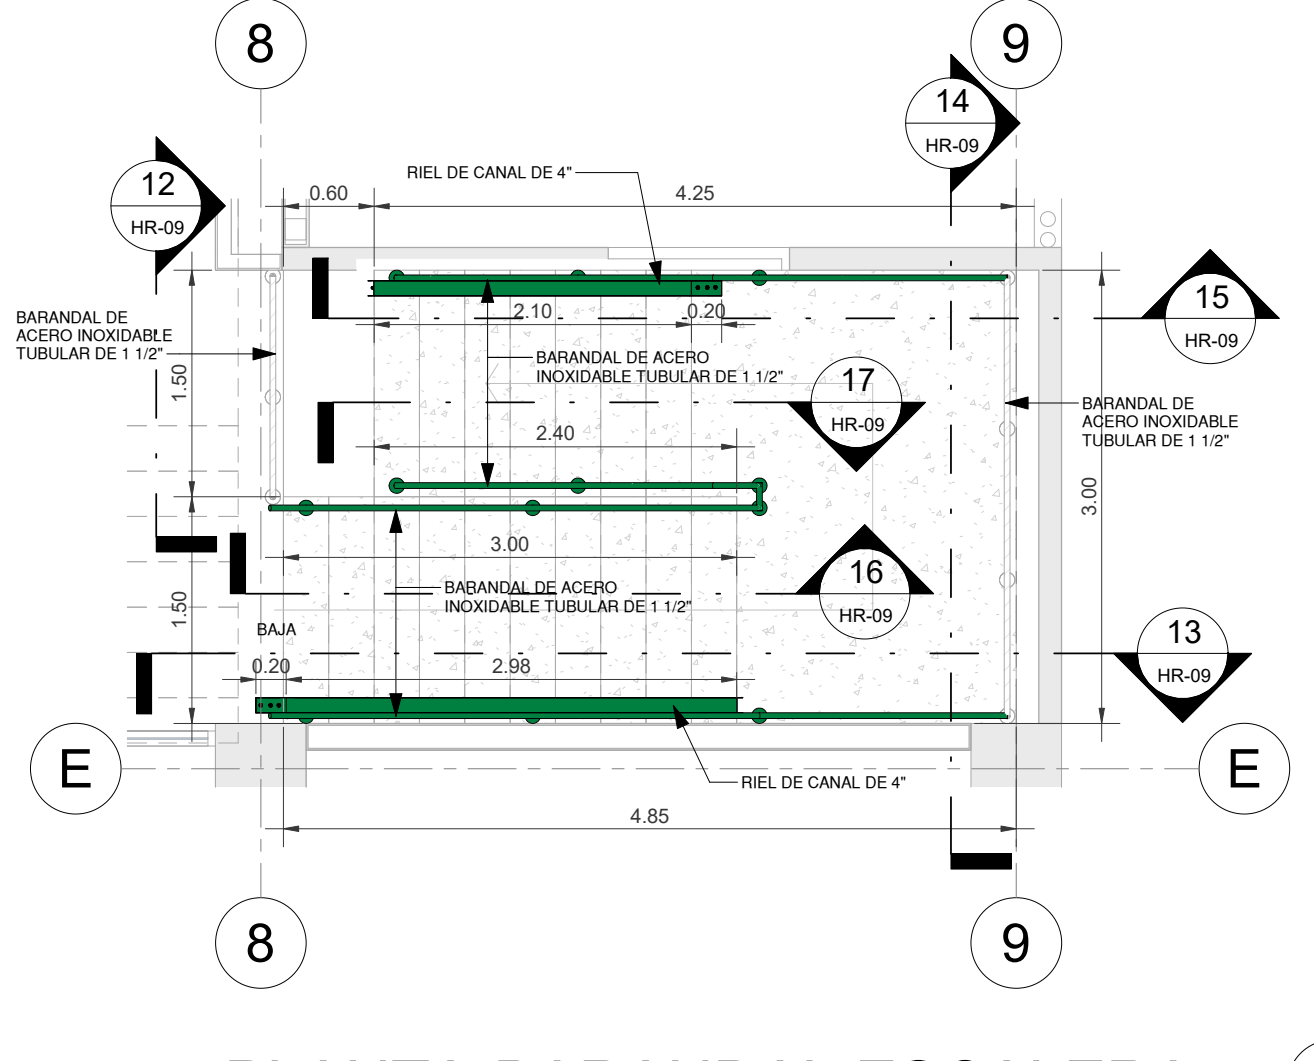 8
9
14
HR-09
12
HR-09
RIEL DE CANAL DE 4"
0.60
4.25
15
HR-09
BARANDAL DE
ACERO INOXIDABLE
TUBULAR DE 1 1/2"
2.10
0.20
BARANDAL DE ACERO
INOXIDABLE TUBULAR DE 1 1/2"
1.50
17
HR-09
BARANDAL DE
ACERO INOXIDABLE
TUBULAR DE 1 1/2"
2.40
3.00
3.00
16
HR-09
BARANDAL DE ACERO
INOXIDABLE TUBULAR DE 1 1/2"
1.50
BAJA
13
HR-09
0.20
2.98
E
E
RIEL DE CANAL DE 4"
4.85
8
9